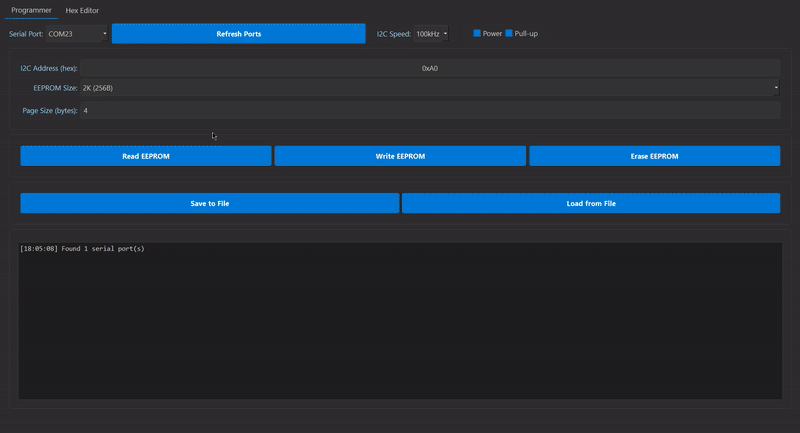 Programmer Hex Editor
Serial Port: COM23 Refresh Ports I2C Speed: 100kHz Power Pull-up
I2C Address (hex): 0xA0
EEPROM Size: 2K (256B)
Page Size (bytes): 4
Read EEPROM Write EEPROM Erase EEPROM
Save to File Load from File
[18:05:08] Found 1 serial port(s)